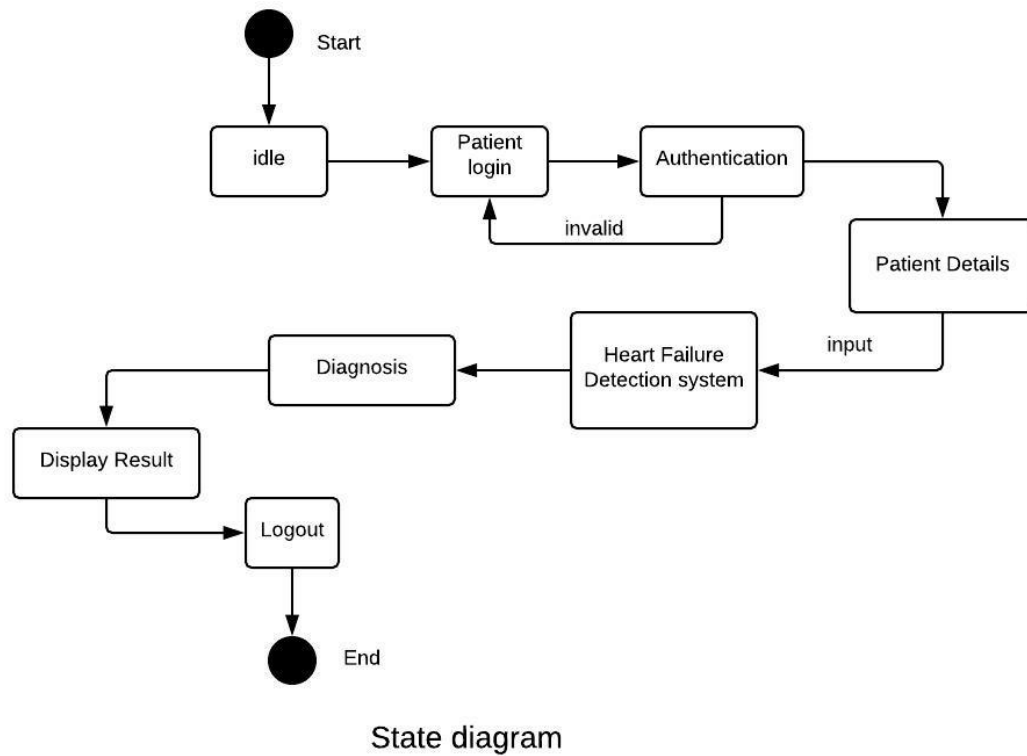 Start
idle
Patient
login
Authentication
invalid
Patient Details
input
Heart Failure
Detection system
Diagnosis
Display Result
Logout
End
State diagram